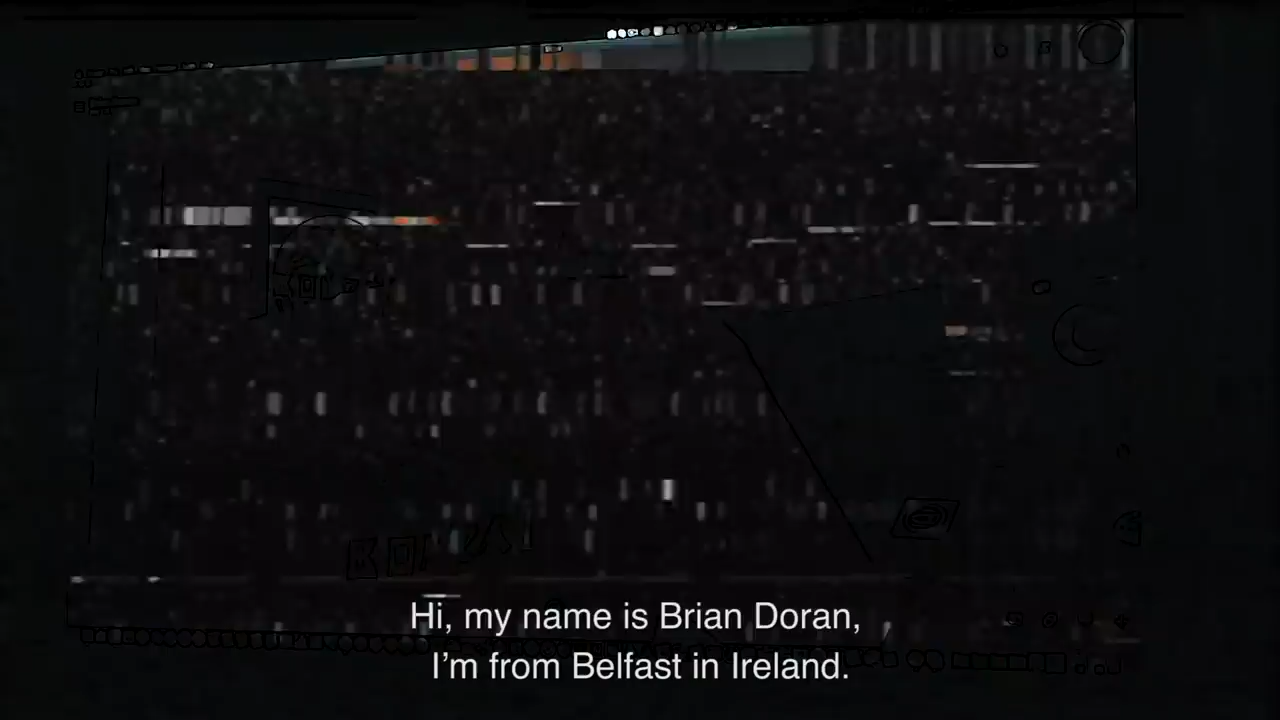 Hi, my name is Brian Doran,
I'm from Belfast in Ireland.